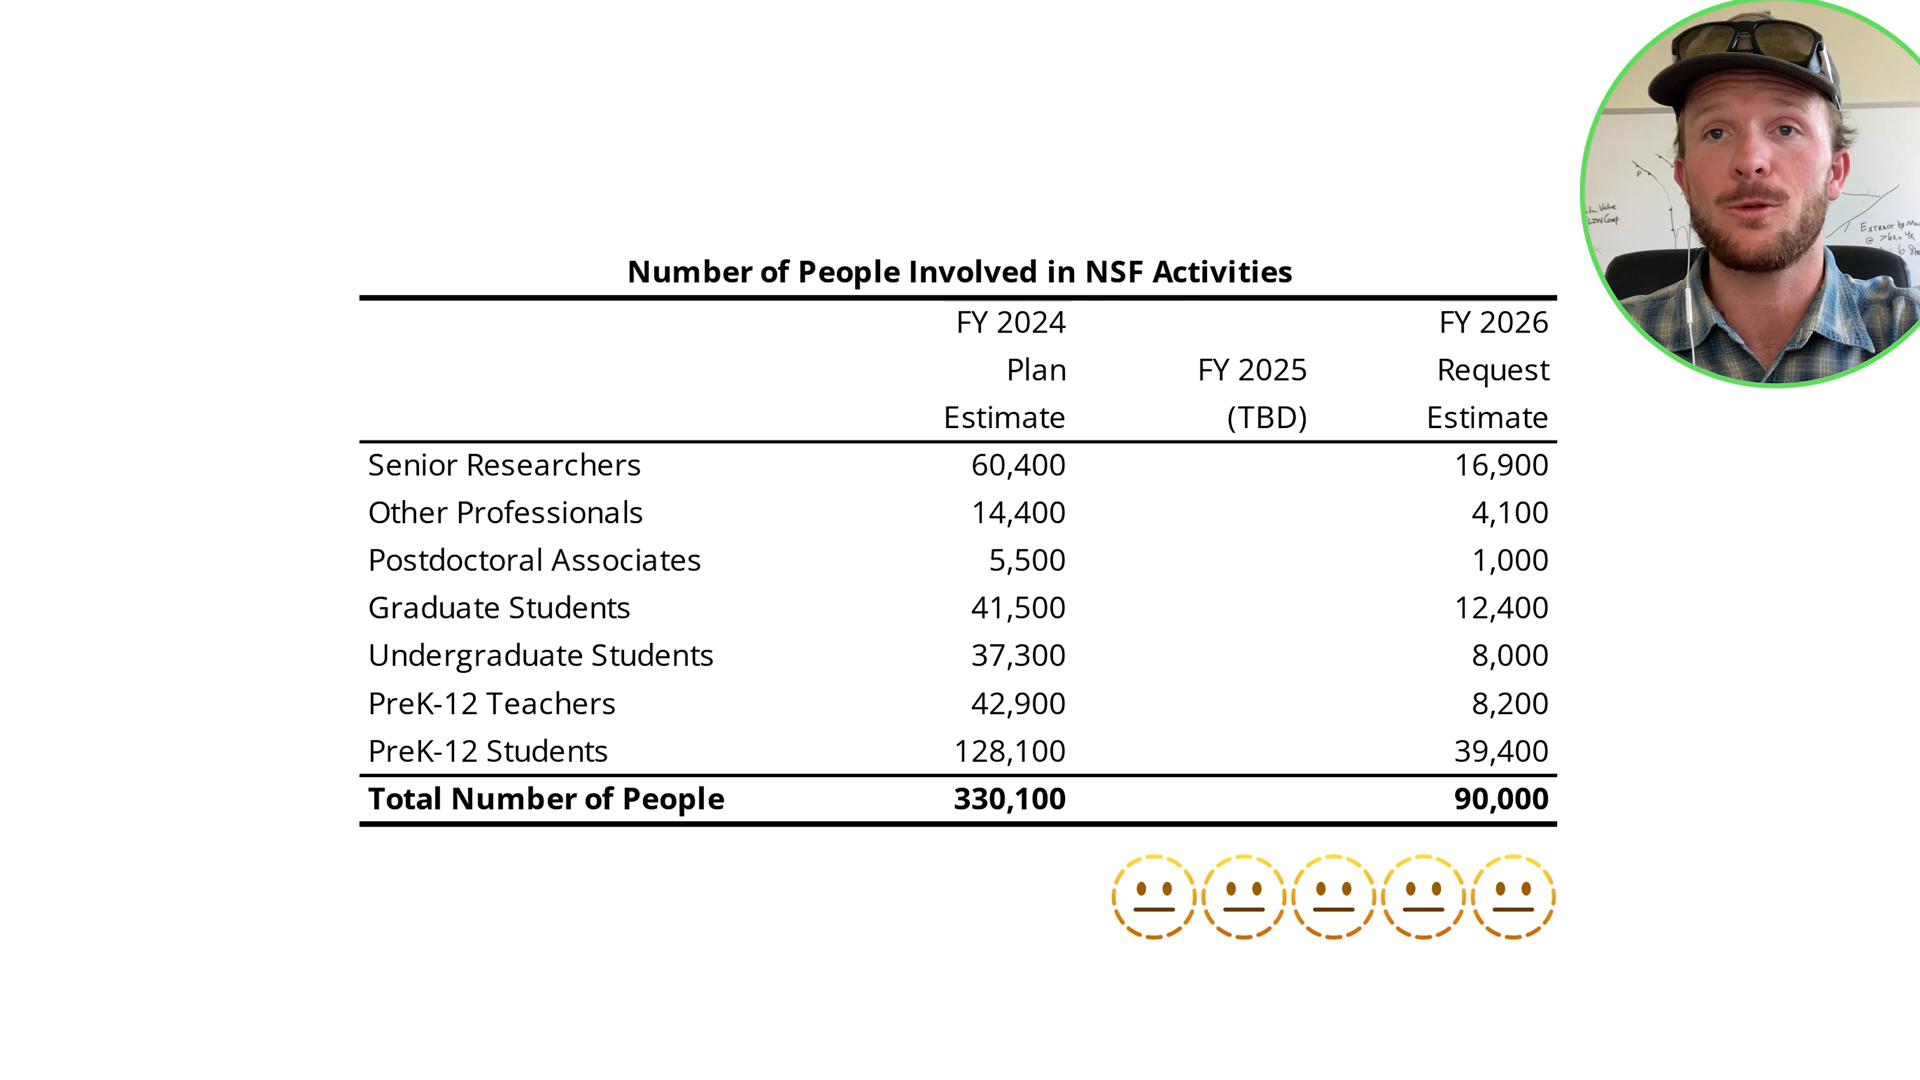 Number of People Involved in NSF Activities
FY 2024 FY 2026
Plan FY 2025 Request
Estimate (TBD) Estimate
Senior Researchers 60,400 16,900
Other Professionals 14,400 4,100
Postdoctoral Associates 5,500 1,000
Graduate Students 41,500 12,400
Undergraduate Students 37,300 8,000
PreK-12 Teachers 42,900 8,200
PreK-12 Students 128,100 39,400
Total Number of People 330,100 90,000
Value
Extract by